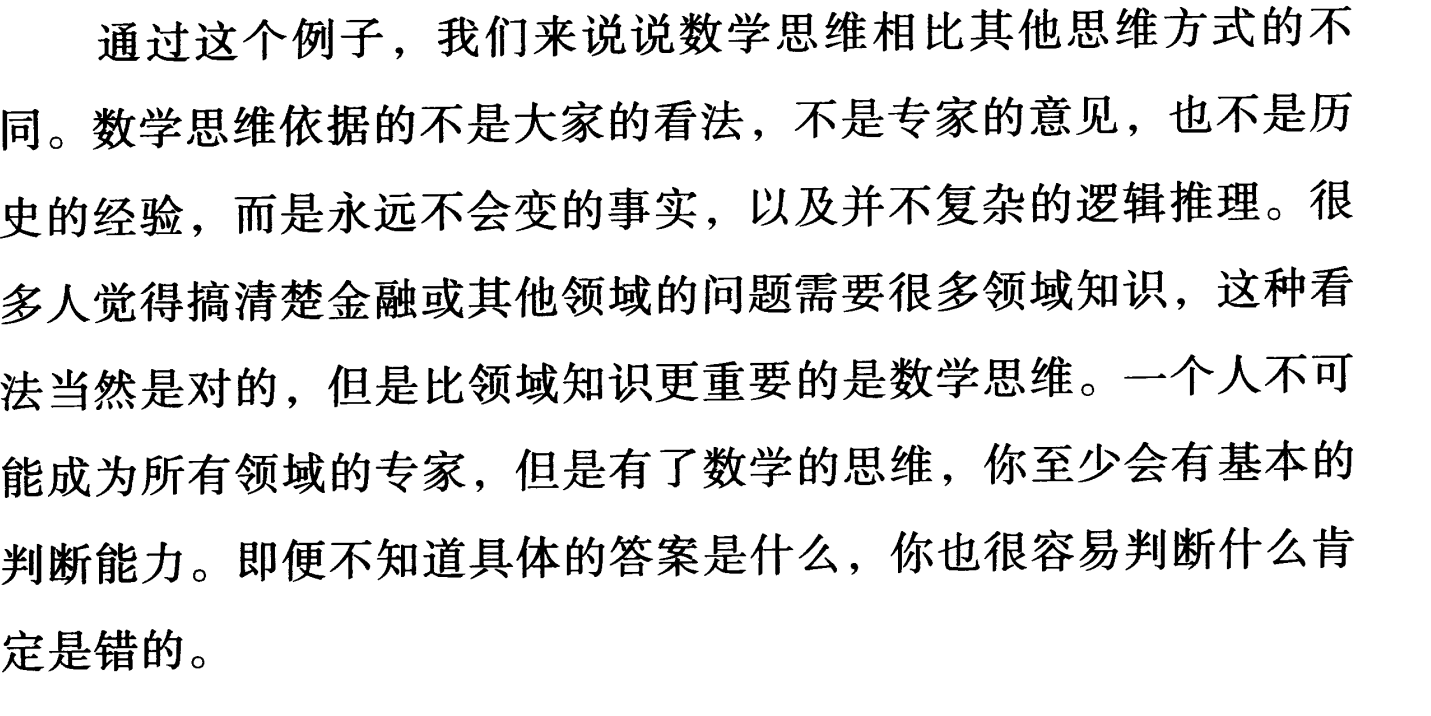 通过这个例子，我们来说说数学思维相比其他思维方式的不
同。数学思维依据的不是大家的看法，不是专家的意见，也不是历
史的经验，而是永远不会变的事实，以及并不复杂的逻辑推理。很
多人觉得搞清楚金融或其他领域的问题需要很多领域知识，这种看
法当然是对的，但是比领域知识更重要的是数学思维。一个人不可
能成为所有领域的专家，但是有了数学的思维，你至少会有基本的
判断能力。即便不知道具体的答案是什么，你也很容易判断什么肯
定是错的。